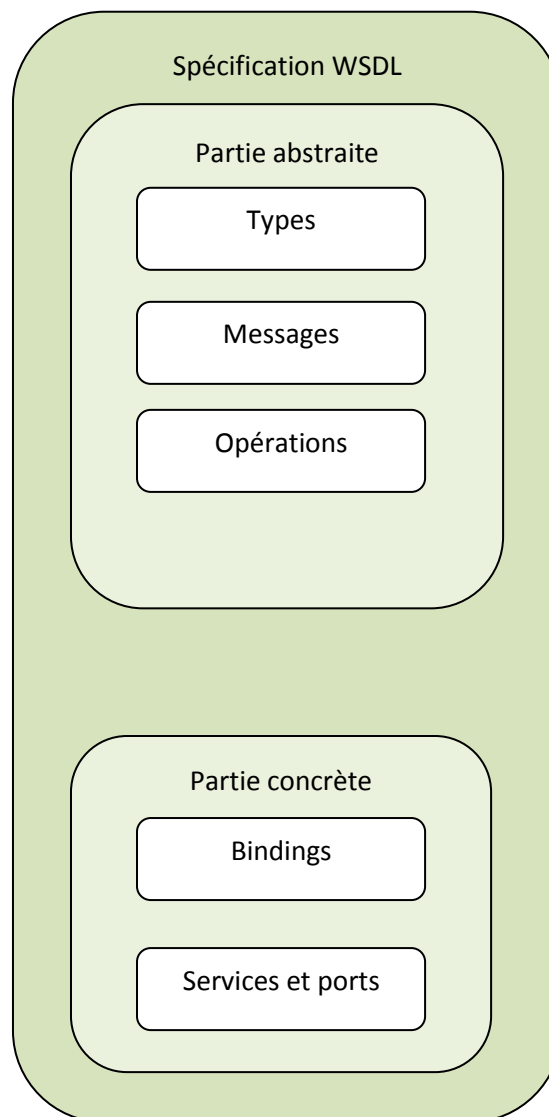 Spécification WSDL
Partie abstraite
Types
Messages
Opérations
Partie concrète
Bindings
Services et ports